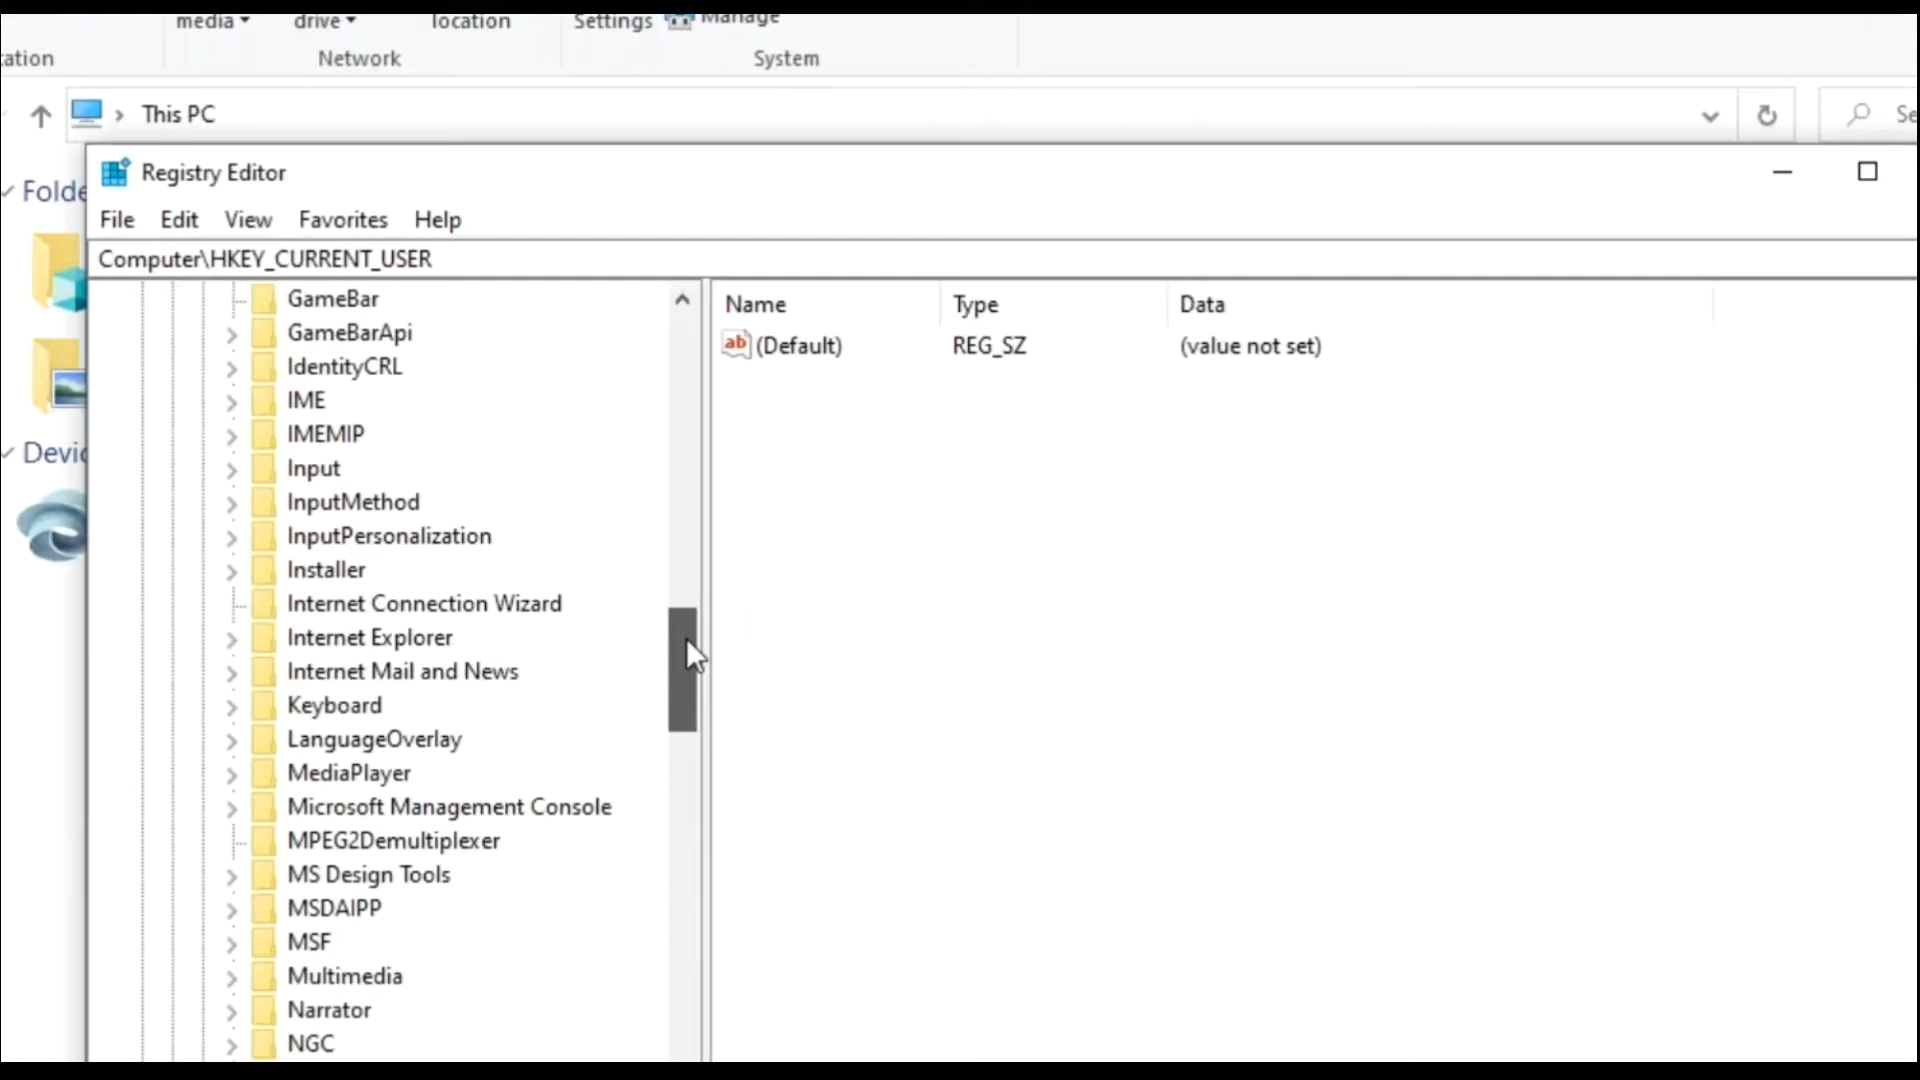 media drive location Settings Manage
cation Network System
This PC
Registry Editor
File Edit View Favorites Help
Computer\HKEY_CURRENT_USER
Name Type Data
(Default) REG_SZ (value not set)
GameBar
GameBarApi
IdentityCRL
IME
IMEMIP
Input
InputMethod
InputPersonalization
Installer
Internet Connection Wizard
Internet Explorer
Internet Mail and News
Keyboard
LanguageOverlay
MediaPlayer
Microsoft Management Console
MPEG2Demultiplexer
MS Design Tools
MSDAIPP
MSF
Multimedia
Narrator
NGC